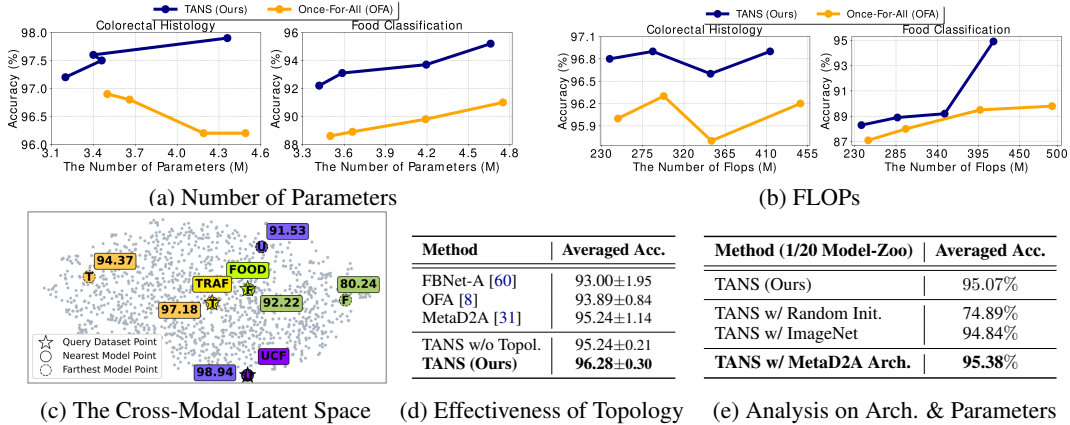 TANS (Ours) Once-For-All (OFA)
Colorectal Histology Food Classification
98.0
97.5
97.0
96.5
96.0
Accuracy (%)
3.1 3.4 3.8 4.0 4.2 4.6
The Number of Parameters (M)
96
94
92
90
88
Accuracy (%)
3.3 3.6 3.9 4.2 4.5 4.8
The Number of Parameters (M)
(a) Number of Parameters
TANS (Ours) Once-For-All (OFA)
Colorectal Histology Food Classification
97.1
96.8
96.5
96.2
95.9
Accuracy (%)
230 275 320 365 410 455
The Number of Flops (M)
95
93
91
89
87
Accuracy (%)
230 285 340 390 450 500
The Number of Flops (M)
(b) FLOPs
91.53
U
94.37
T
FOOD
TRAF
80.24
T
F
F
97.18
92.22
UCF
98.94
Query Dataset Point
Nearest Model Point
Farthest Model Point
(c) The Cross-Modal Latent Space
Method Averaged Acc.
FBNet-A [60] 93.00±1.95
OFA [8] 93.89±0.84
MetaD2A [31] 95.24±1.14
TANS w/o Topol. 95.24±0.21
TANS (Ours) 96.28±0.30
(d) Effectiveness of Topology
Method (1/20 Model-Zoo) Averaged Acc.
TANS (Ours) 95.07%
TANS w/ Random Init. 74.89%
TANS w/ ImageNet 94.84%
TANS w/ MetaD2A Arch. 95.38%
(e) Analysis on Arch. & Parameters